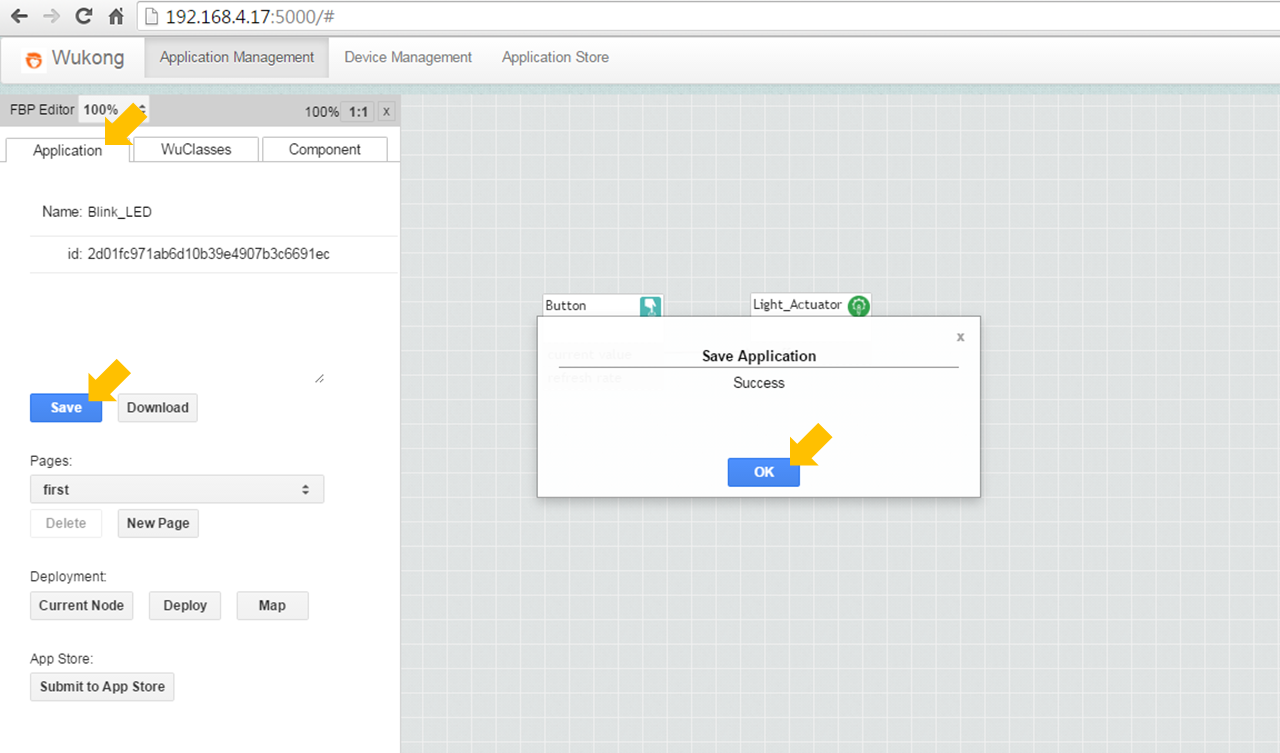 192.168.4.17:5000/#
Wukong Application Management Device Management Application Store
FBP Editor 100% 100% 1:1 x
Application WuClasses Component
Name: Blink_LED
id: 2d01fc971ab6d10b39e4907b3c6691ec
Button Light_Actuator
x
current value
Save Application
refresh rate
Success
Save Download
OK
Pages:
first
Delete New Page
Deployment:
Current Node Deploy Map
App Store:
Submit to App Store